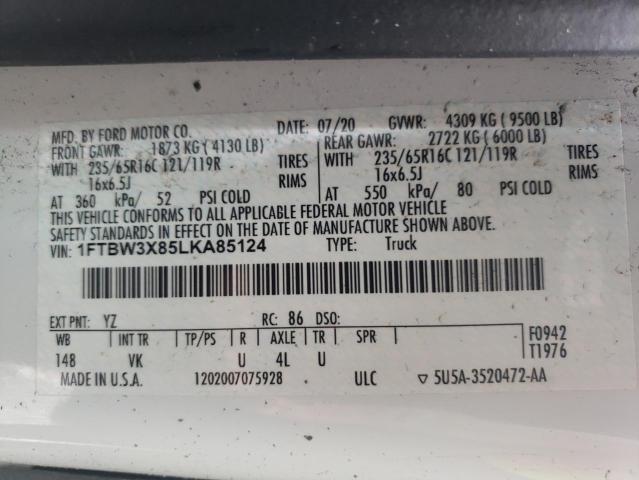 MFD. BY FORD MOTOR CO. DATE: 07/20 GVWR: 4309 KG ( 9500 LB)
FRONT GAWR: 1873 KG ( 4130 LB) REAR GAWR: 2722 KG ( 6000 LB)
WITH 235/65R16C 121/119R TIRES WITH 235/65R16C 121/119R TIRES
16x6.5J RIMS 16x6.5J RIMS
AT 360 kPa/ 52 PSI COLD AT 550 kPa/ 80 PSI COLD
THIS VEHICLE CONFORMS TO ALL APPLICABLE FEDERAL MOTOR VEHICLE
SAFETY STANDARDS IN EFFECT ON THE DATE OF MANUFACTURE SHOWN ABOVE.
VIN: 1FTBW3X85LKA85124 TYPE: Truck
EXT PNT: YZ RC: 86 DSO:
WB INT TR TP/PS R AXLE TR SPR F0942
148 VK U 4L U T1976
MADE IN U.S.A. 1202007075928 ULC ▽ 5U5A-3520472-AA